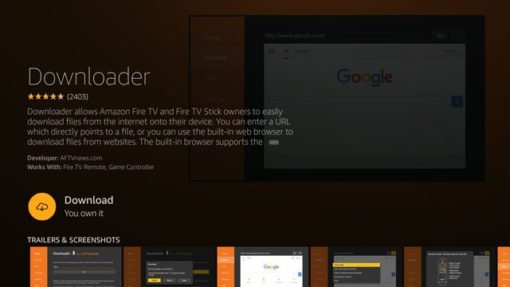 http://www.google.com/
Google
Downloader
(2403)
Downloader allows Amazon Fire TV and Fire TV Stick owners to easily
download files from the internet onto their device. You can enter a URL
which directly points to a file, or you can use the built-in web browser to
download files from websites. The built-in browser supports the
Developer: AFTVnews.com
Works With: Fire TV Remote, Game Controller
Download
You own it
TRAILERS & SCREENSHOTS
Downloader
Downloader
Google